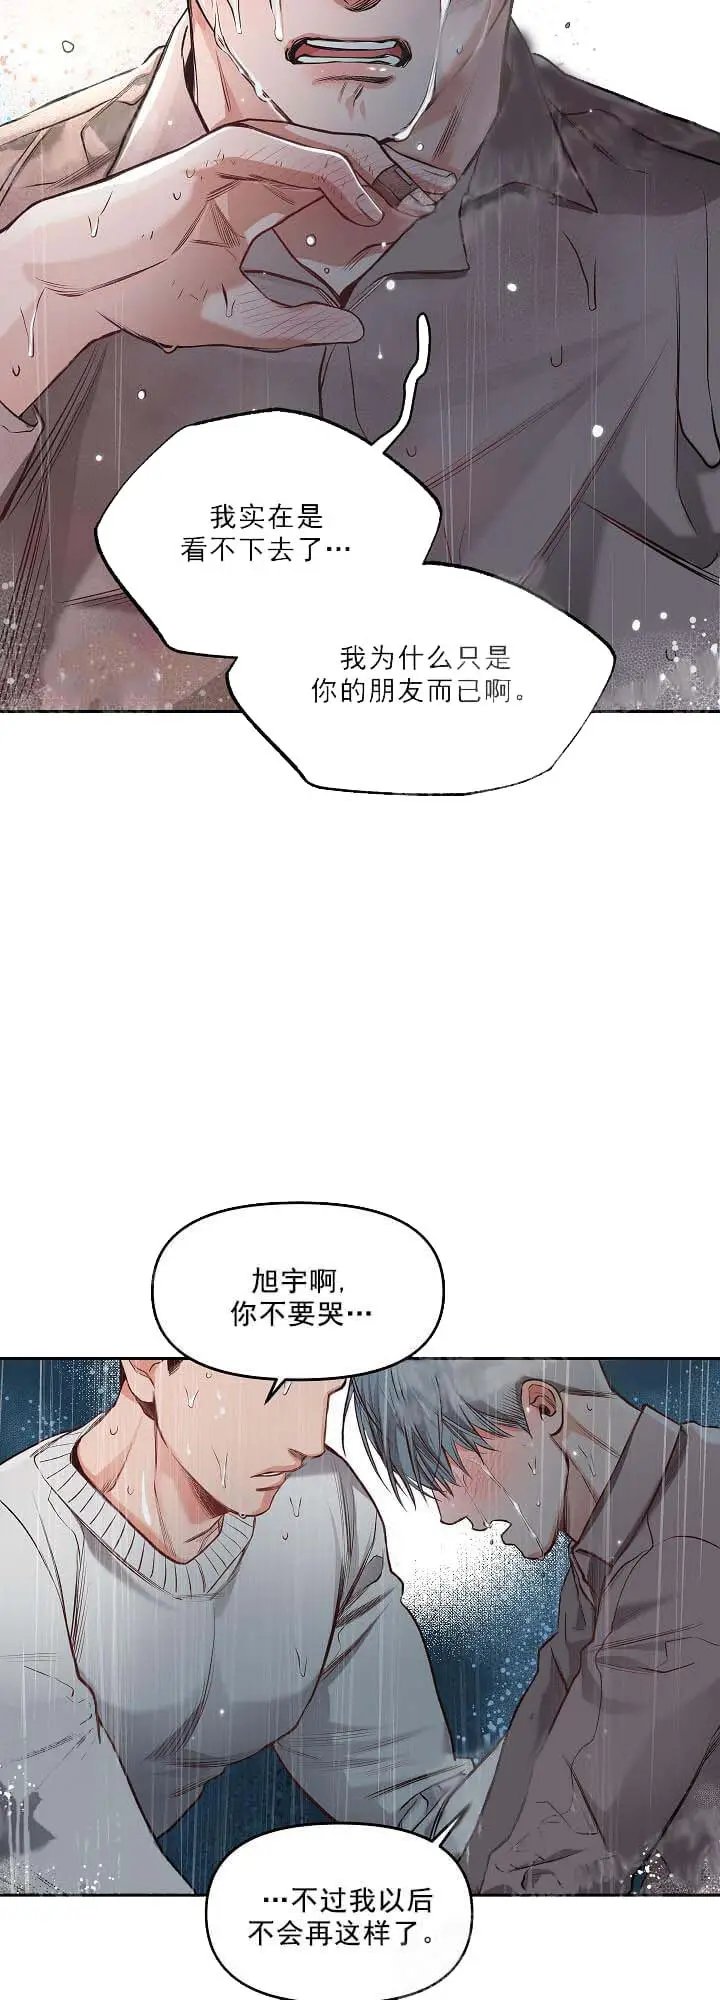 我实在是
看不下去了…
我为什么只是
你的朋友而已啊。
旭宇啊,
你不要哭…
…不过我以后
不会再这样了。